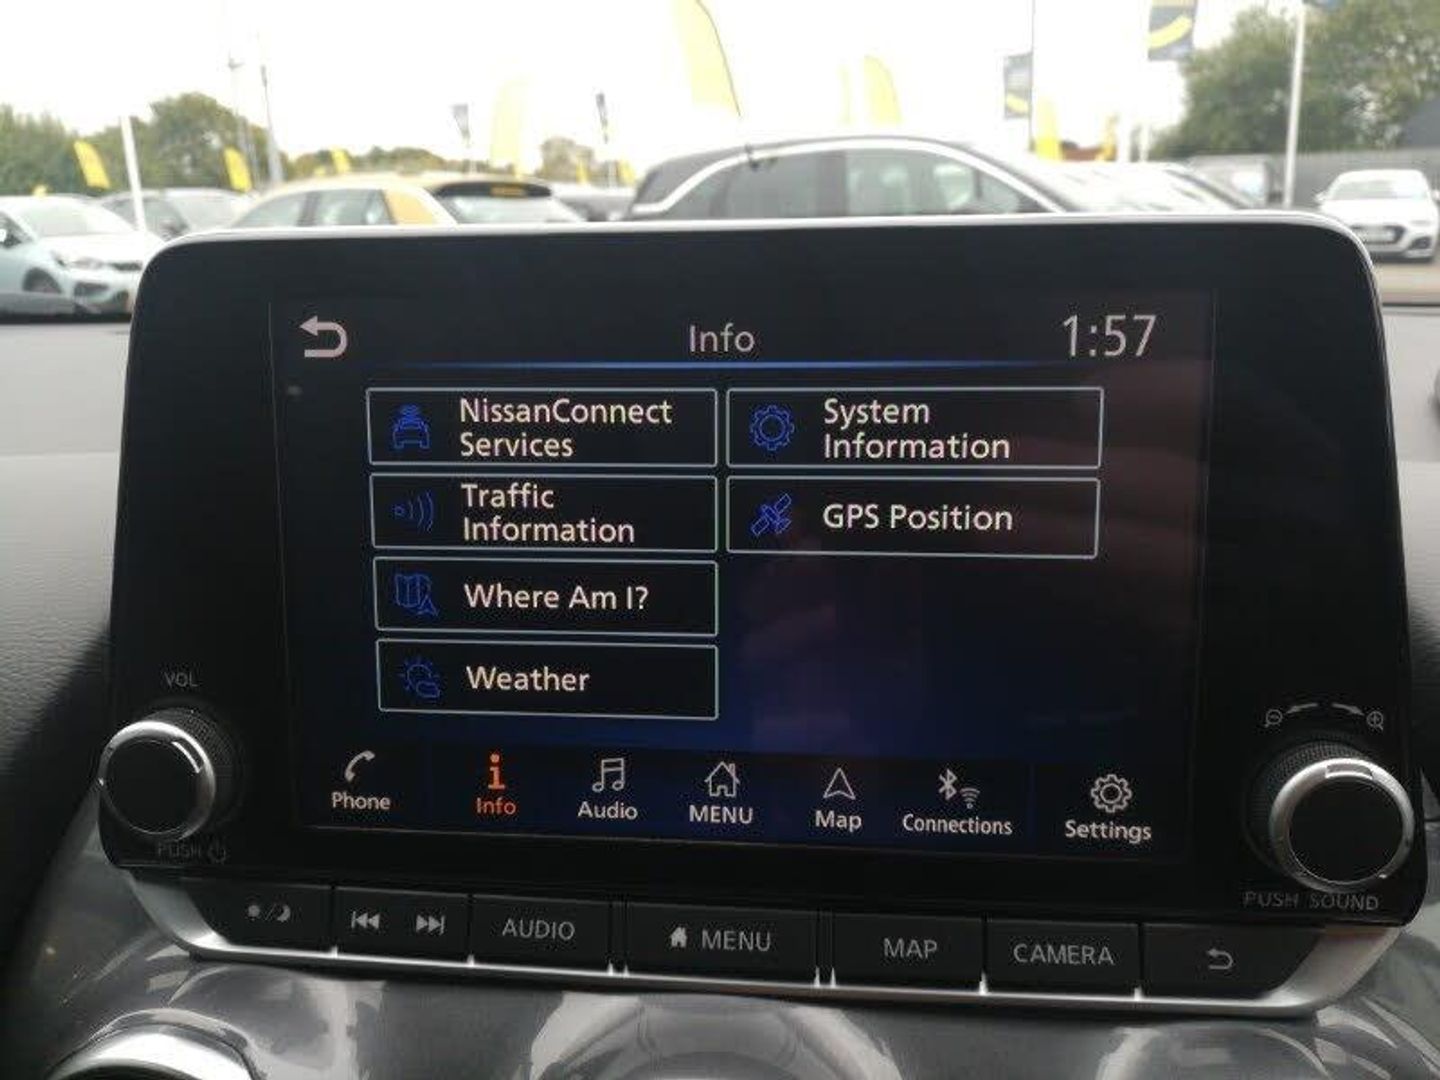 Info
1:57
NissanConnect
Services
System
Information
Traffic
Information
GPS Position
Where Am I?
Weather
VOL
PUSH
Phone
Info
Audio
MENU
Map
Connections
Settings
PUSH SOUND
AUDIO
MENU
MAP
CAMERA